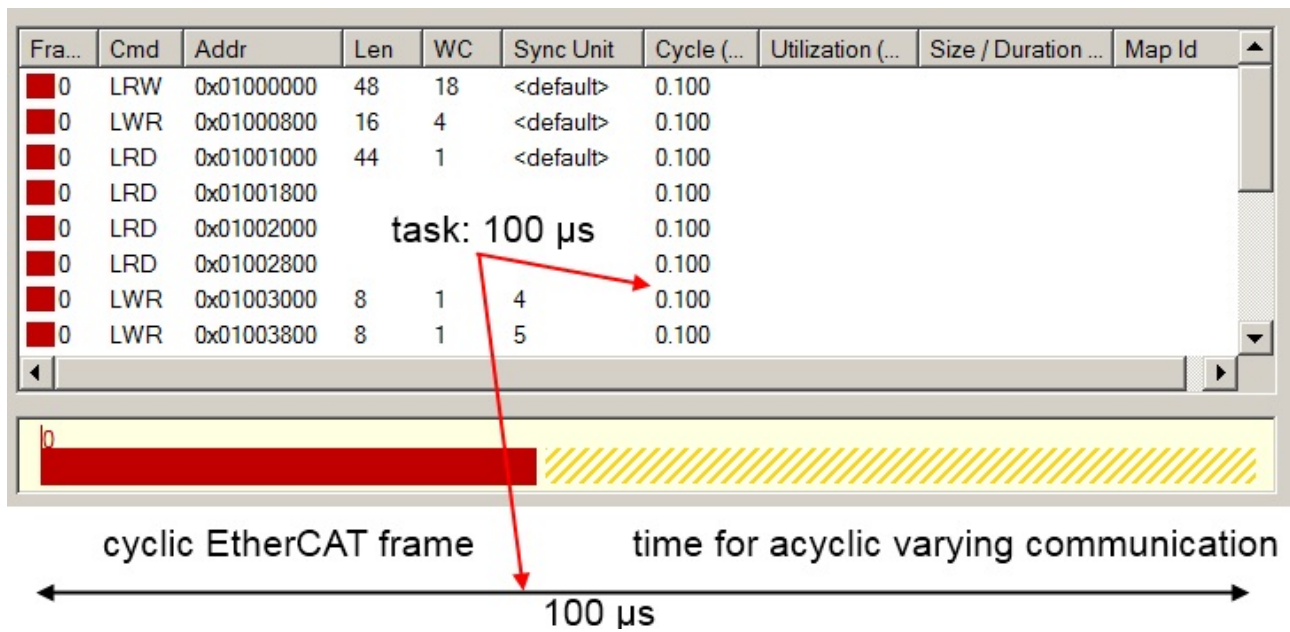 Fra... Cmd Addr Len WC Sync Unit Cycle (... Utilization (... Size / Duration ... Map Id
0 LRW 0x01000000 48 18 <default> 0.100
0 LWR 0x01000800 16 4 <default> 0.100
0 LRD 0x01001000 44 1 <default> 0.100
0 LRD 0x01001800 0.100
0 LRD 0x01002000 task: 100 µs 0.100
0 LRD 0x01002800 0.100
0 LWR 0x01003000 8 1 4 0.100
0 LWR 0x01003800 8 1 5 0.100
0
cyclic EtherCAT frame time for acyclic varying communication
100 µs